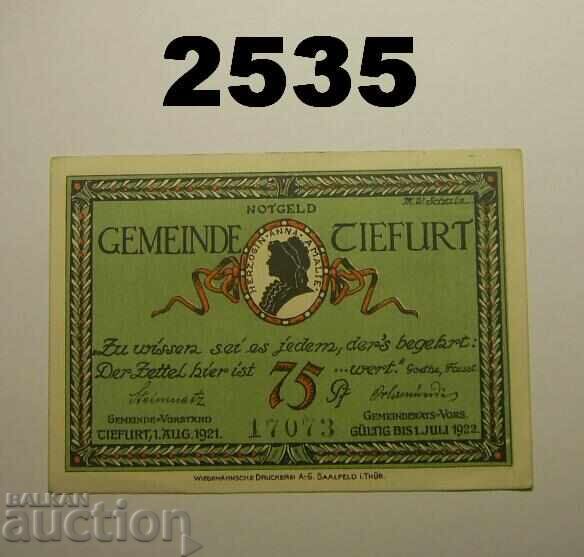 2535
NOTGELD
GEMEINDE TIEFURT
HERZOGIN · ANNA · AMALIE ·
„Zu wissen sei es jedem, der's begehrt:
Der Zettel hier ist 75 Pf ...wert." Goethe, Faust
GEMEINDE-VORSTAND GEMEINDERATS-VORS.
TIEFURT, 1. AUG. 1921. 17073 GÜLTIG BIS 1. JULI 1922.
WIEDEMANNSCHE DRUCKEREI A-G. SAALFELD I. THÜR.
BALKAN
auction